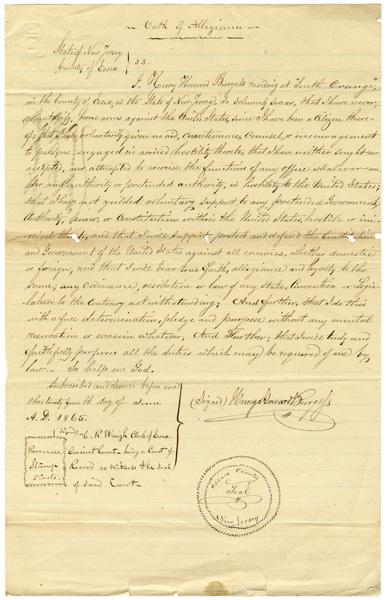 Oath of Allegiance
State of New Jersey
County of Essex } SS.
I, Henry Howard Burgess residing at "South Orange"
in the County of Essex, in the State of New Jersey, do solemnly swear, that I have never,
voluntarily, borne arms against the United States, since I have been a Citizen there-
of; that I have voluntarily given no aid, countenance, Counsel, or encouragement
to persons engaged in armed hostility thereto, that I have neither sought nor
accepted, nor attempted to exercise the functions of any office whatever un-
der any authority or pretended authority, in hostility to the United States;
that I have not yielded voluntary support to any pretended Government,
Authority, power, or Constitution within the United States, hostile or ini-
mical thereto, and that I will support protect and defend the Constitution
and Government of the United States against all enemies, whether domestic
or foreign, and that I will bear true faith, allegiance and loyalty to the
same, any Ordinance, resolution or Law of any State, Convention or Legis-
lature to the Contrary notwithstanding; And further, that I do this
with a full determination, pledge and purpose without any mental
reservation or evasion whatever; And Further; that I will truly and
faithfully perform all the duties which may be required of me by
law. So help me God.
Subscribed and Sworn before me
this day of June
A.D. 1865.
(Signed) Henry Howard Burgess
C. R. Waugh Clerk of Essex
Circuit Court being a Court of
Record as witness the Seal
of said Court
Revenue
Stamp
5 Cents
Essex County
Seal
New Jersey